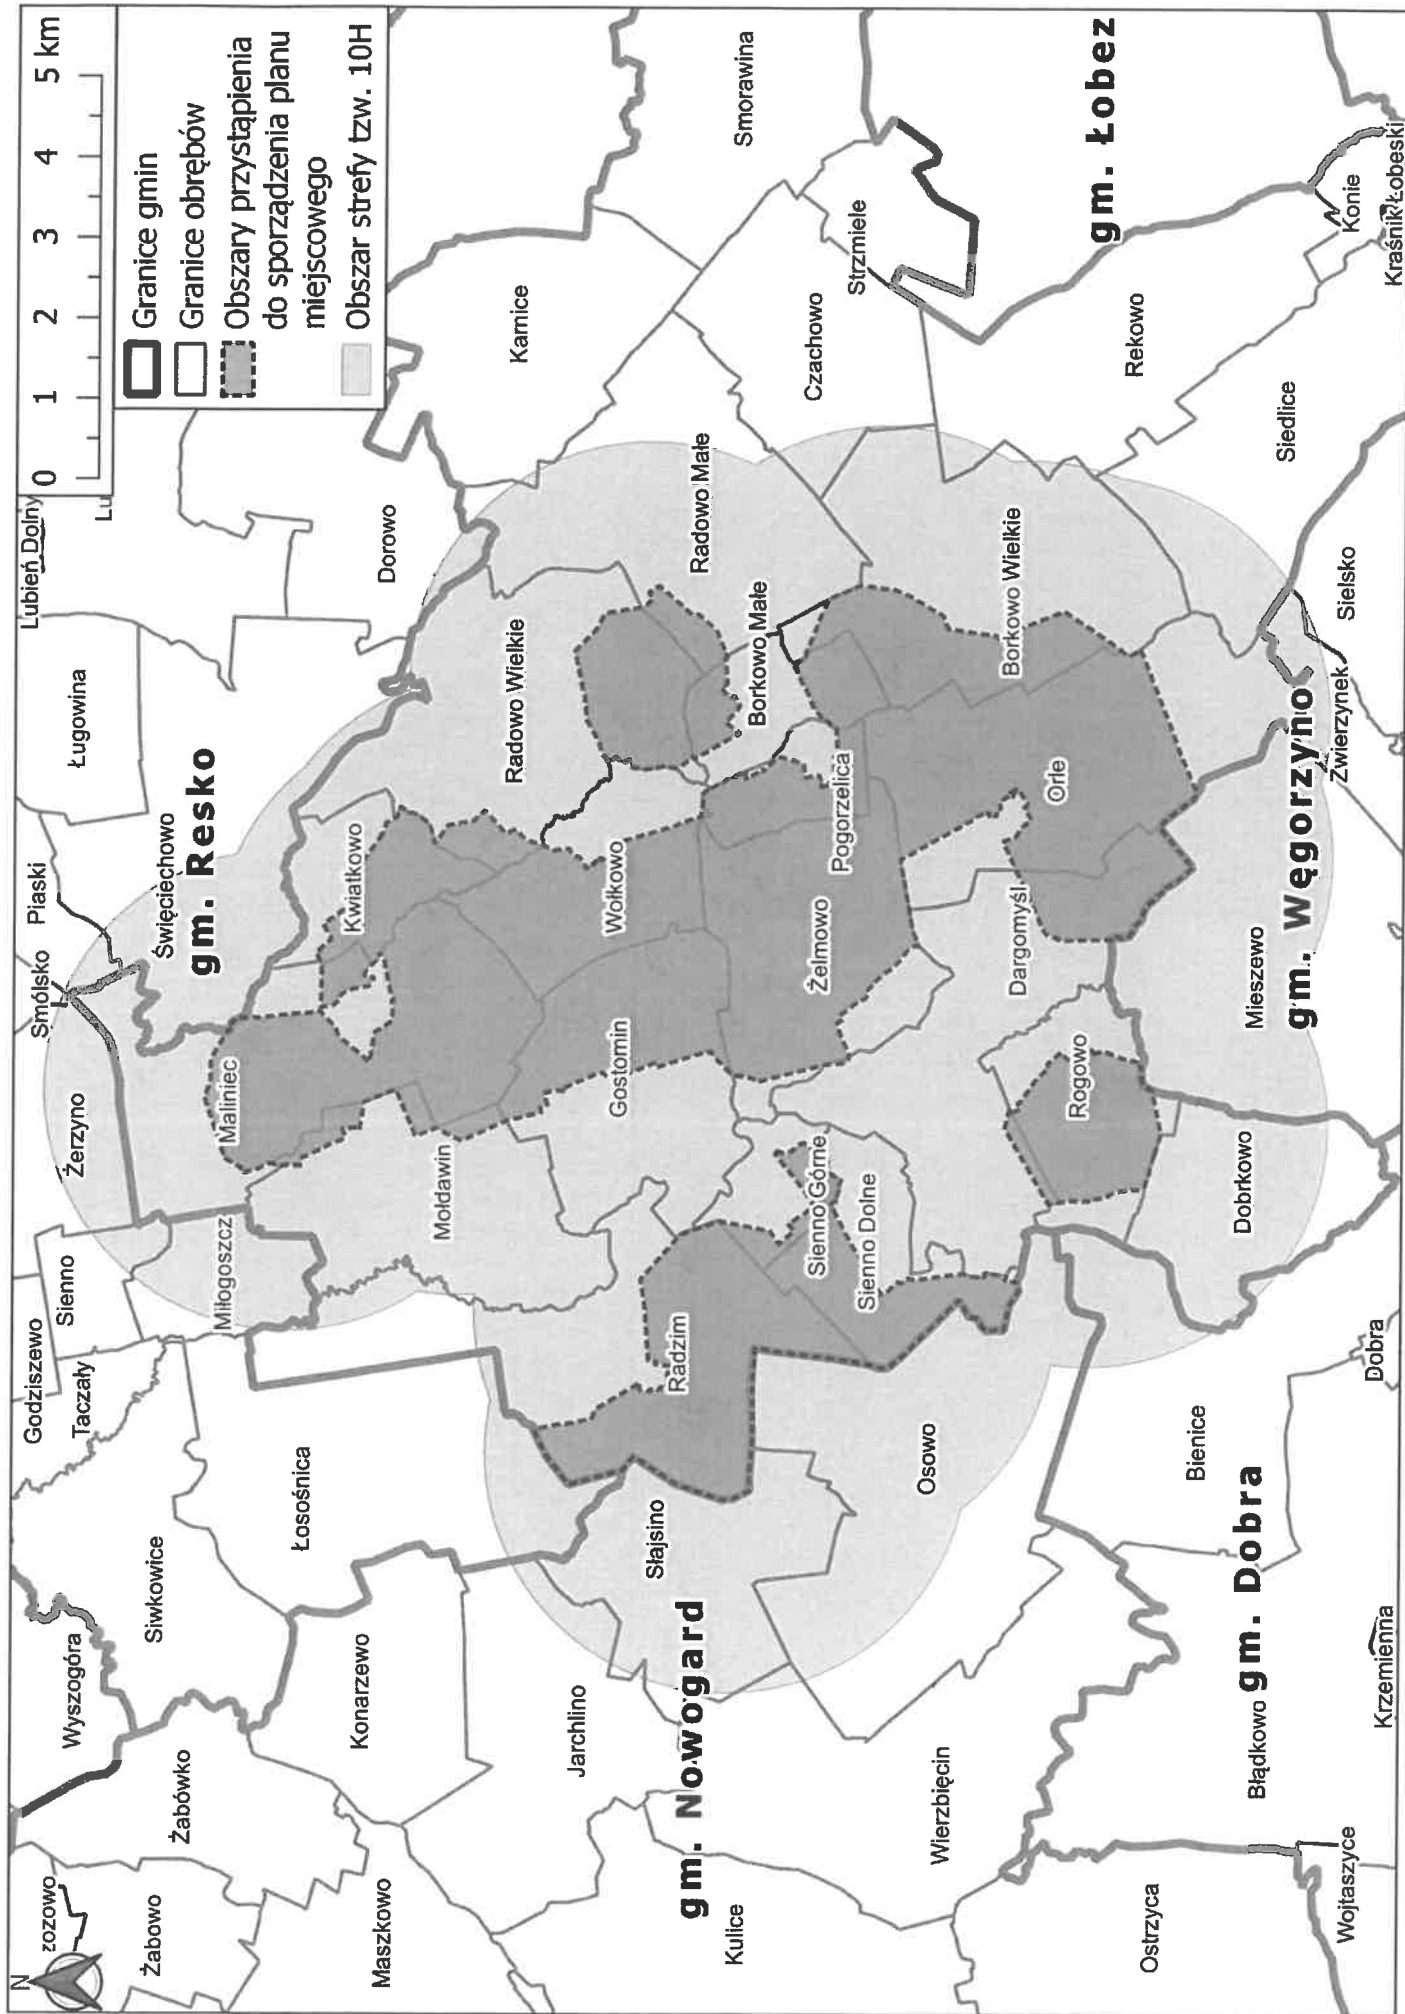 N
0 1 2 3 4 5 km
Granice gmin
Granice obrębów
Obszary przystąpienia
do sporządzenia planu
miejscowego
Obszar strefy tzw. 10H
zozowo
Żabowo
Żabówko
Wyszogóra
Siwkowice
Godziszewo
Taczały
Sienno
Miłogoszcz
Żerzyno
Smólsko
Piaski
Święciechowo
gm. Resko
Ługowina
Lubień Dolny
Lu
Dorowo
Maszkowo
Konarzewo
Łosośnica
Maliniec
Mołdawin
Kwiatkowo
Radowo Wielkie
Karnice
Smorawina
Jarchlino
Słajsino
Radzim
Gostomin
Wołkowo
Borkowo Małe
Radowo Małe
gm. Nowogard
Kulice
Sienno Górne
Sienno Dolne
Żelmowo
Pogorzelica
Czachowo
Strzmiele
Wierzbięcin
Osowo
Dargomyśl
Orle
Borkowo Wielkie
gm. Łobez
Rogowo
Rekowo
Ostrzyca
Bienice
Błądkowo
gm. Dobra
Dobrkowo
Mieszewo
gm. Węgorzyno
Zwierzynek
Sielsko
Siedlice
Konie
Kraśnik Łobeski
Wojtaszyce
Krzemienna
Dobra